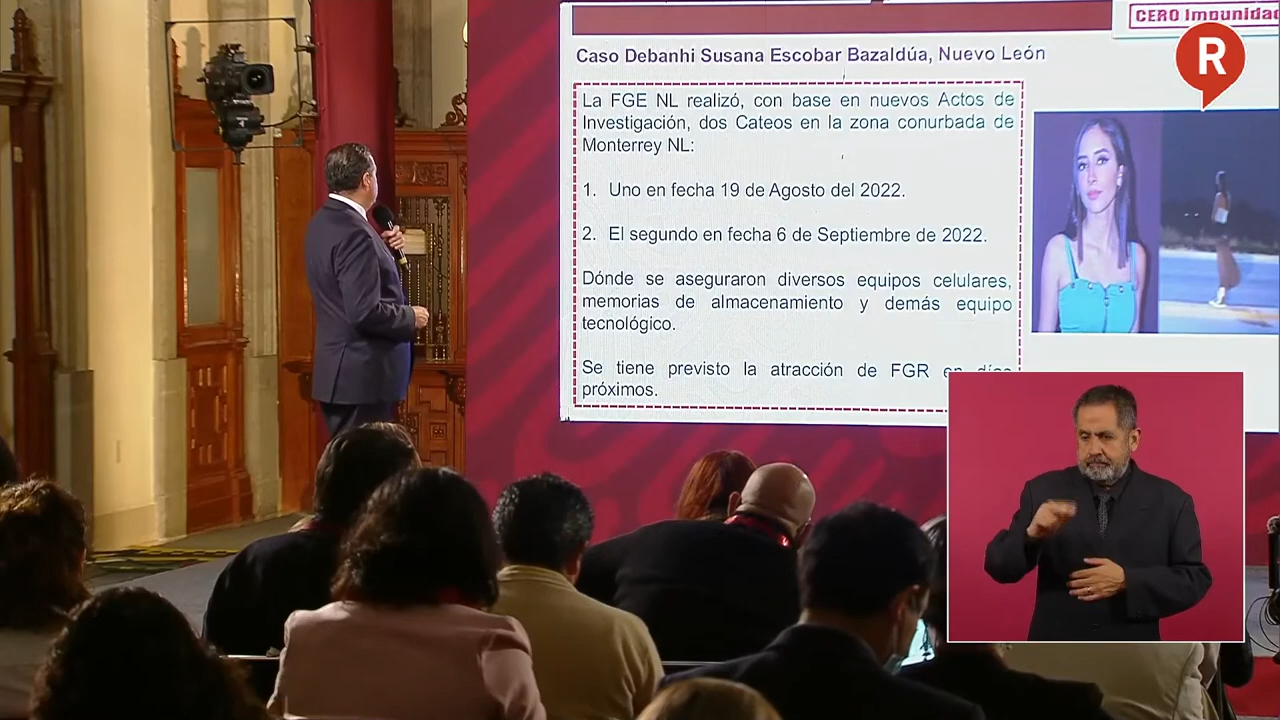 CERO Impunidad
R
Caso Debanhi Susana Escobar Bazaldúa, Nuevo León
La FGE NL realizó, con base en nuevos Actos de
Investigación, dos Cateos en la zona conurbada de
Monterrey NL:
1. Uno en fecha 19 de Agosto del 2022.
2. El segundo en fecha 6 de Septiembre de 2022.
Dónde se aseguraron diversos equipos celulares,
memorias de almacenamiento y demás equipo
tecnológico.
Se tiene previsto la atracción de FGR en días
próximos.